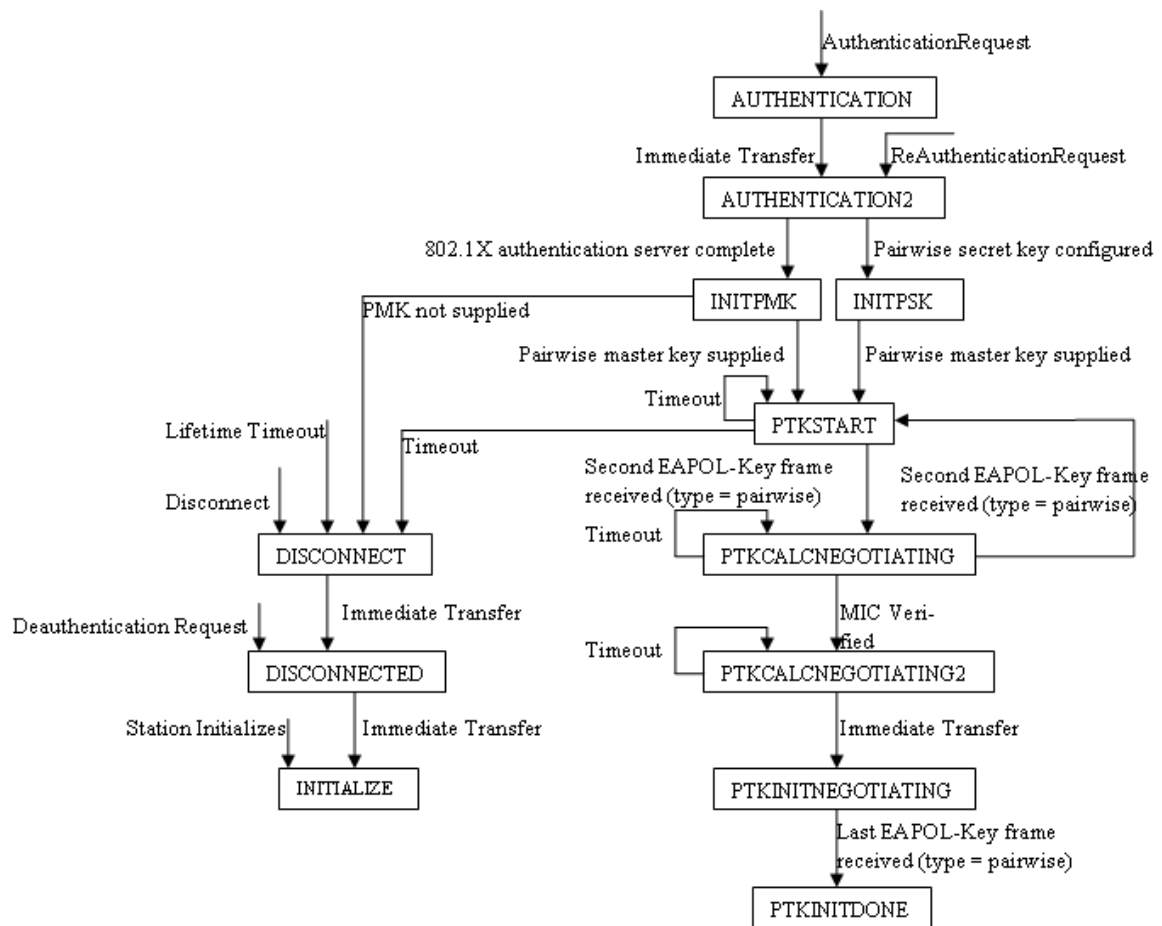 AuthenticationRequest
AUTHENTICATION
Immediate Transfer
ReAuthenticationRequest
AUTHENTICATION2
802.1X authentication server complete
Pairwise secret key configured
INITPMK
INITPSK
PMK not supplied
Pairwise master key supplied
Pairwise master key supplied
Timeout
PTKSTART
Lifetime Timeout
Timeout
Second EAPOL-Key frame
received (type = pairwise)
Second EAPOL-Key frame
received (type = pairwise)
Disconnect
Timeout
DISCONNECT
PTKCALCNEGOTIATING
Immediate Transfer
MIC Veri-
fied
Deauthentication Request
Timeout
DISCONNECTED
PTKCALCNEGOTIATING2
Station Initializes
Immediate Transfer
Immediate Transfer
INITIALIZE
PTKINITNEGOTIATING
Last EAPOL-Key frame
received (type = pairwise)
PTKINITDONE